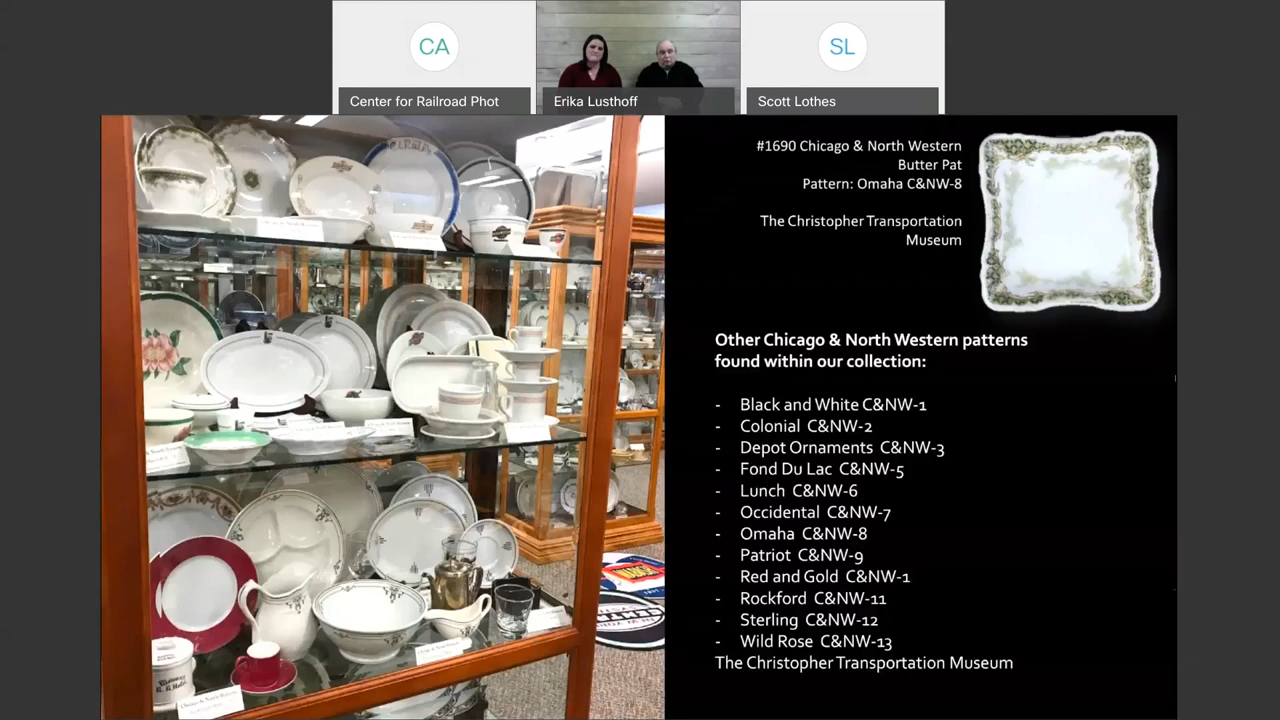 CA
Center for Railroad Phot
Erika Lusthoff
SL
Scott Lothes
#1690 Chicago & North Western
Butter Pat
Pattern: Omaha C&NW-8
The Christopher Transportation
Museum
Other Chicago & North Western patterns
found within our collection:
- Black and White C&NW-1
- Colonial C&NW-2
- Depot Ornaments C&NW-3
- Fond Du Lac C&NW-5
- Lunch C&NW-6
- Occidental C&NW-7
- Omaha C&NW-8
- Patriot C&NW-9
- Red and Gold C&NW-1
- Rockford C&NW-11
- Sterling C&NW-12
- Wild Rose C&NW-13
The Christopher Transportation Museum